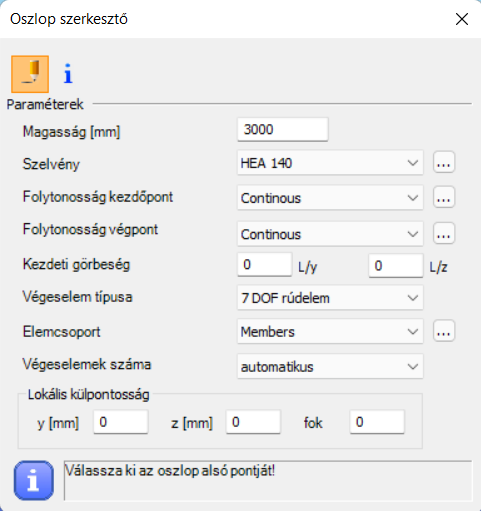 Oszlop szerkesztő
Paraméterek
Magasság [mm] 3000
Szelvény HEA 140 ...
Folytonosság kezdőpont Continous ...
Folytonosság végpont Continous ...
Kezdeti görbeség 0 L/y 0 L/z
Végeselem típusa 7 DOF rúdelem
Elemcsoport Members ...
Végeselemek száma automatikus
Lokális külpontosság
y [mm] 0 z [mm] 0 fok 0
Válassza ki az oszlop alsó pontját!